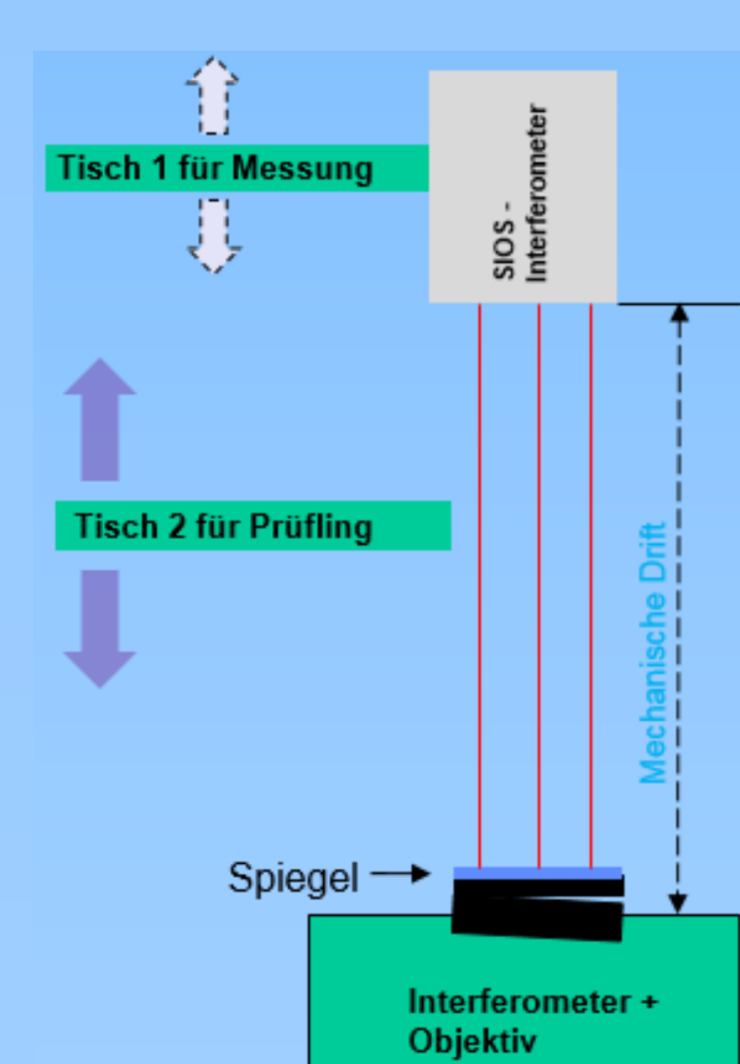 Tisch 1 für Messung
SIOS -
Interferometer
Tisch 2 für Prüfling
Mechanische Drift
Spiegel
Interferometer +
Objektiv